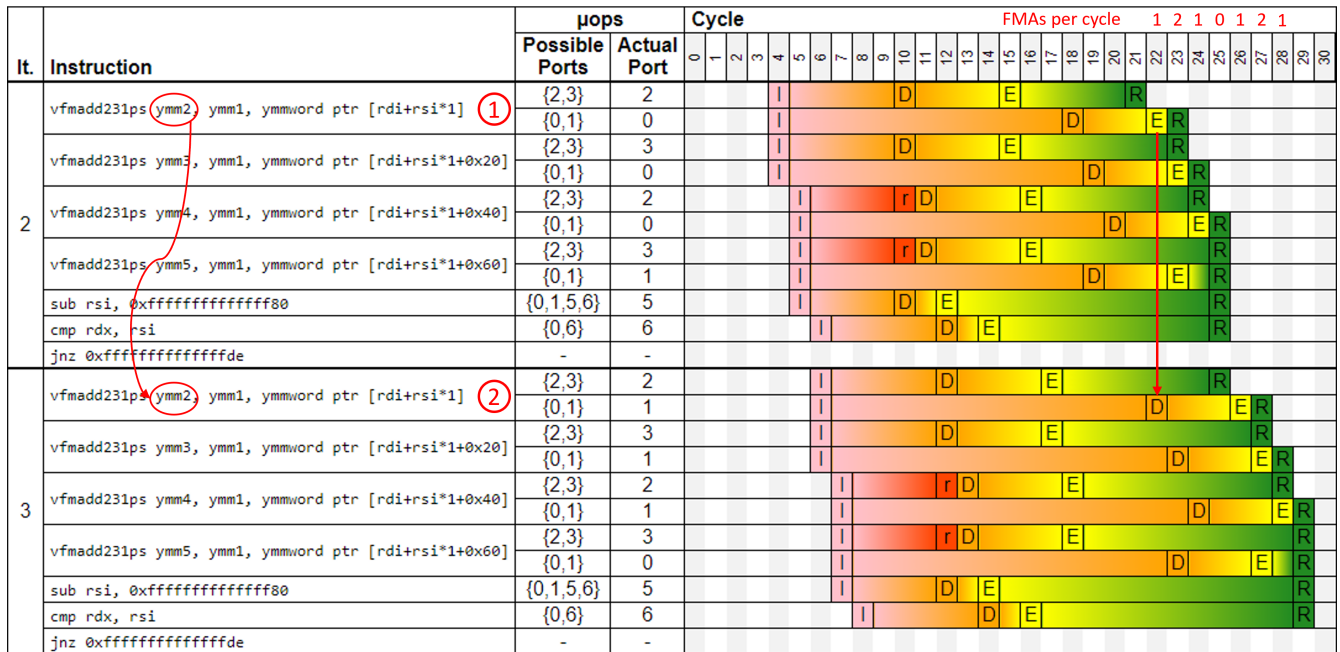 μops Cycle FMAs per cycle 1 2 1 0 1 2 1
It. Instruction Possible Ports Actual Port 0 1 2 3 4 5 6 7 8 9 10 11 12 13 14 15 16 17 18 19 20 21 22 23 24 25 26 27 28 29 30
2
vfmadd231ps ymm2, ymm1, ymmword ptr [rdi+rsi*1] 1 {2,3} 2 I D E R
{0,1} 0 I D E R
vfmadd231ps ymm3, ymm1, ymmword ptr [rdi+rsi*1+0x20] {2,3} 3 I D E R
{0,1} 0 I D E R
vfmadd231ps ymm4, ymm1, ymmword ptr [rdi+rsi*1+0x40] {2,3} 2 I r D E R
{0,1} 0 I D E R
vfmadd231ps ymm5, ymm1, ymmword ptr [rdi+rsi*1+0x60] {2,3} 3 I r D E R
{0,1} 1 I D E R
sub rsi, 0xffffffffffffff80 {0,1,5,6} 5 I D E R
cmp rdx, rsi {0,6} 6 I D E R
jnz 0xffffffffffffffde - -
3
vfmadd231ps ymm2, ymm1, ymmword ptr [rdi+rsi*1] 2 {2,3} 2 I D E R
{0,1} 1 I D E R
vfmadd231ps ymm3, ymm1, ymmword ptr [rdi+rsi*1+0x20] {2,3} 3 I D E R
{0,1} 1 I D E R
vfmadd231ps ymm4, ymm1, ymmword ptr [rdi+rsi*1+0x40] {2,3} 2 I r D E R
{0,1} 1 I D E R
vfmadd231ps ymm5, ymm1, ymmword ptr [rdi+rsi*1+0x60] {2,3} 3 I r D E R
{0,1} 0 I D E R
sub rsi, 0xffffffffffffff80 {0,1,5,6} 5 I D E R
cmp rdx, rsi {0,6} 6 I D E R
jnz 0xffffffffffffffde - -